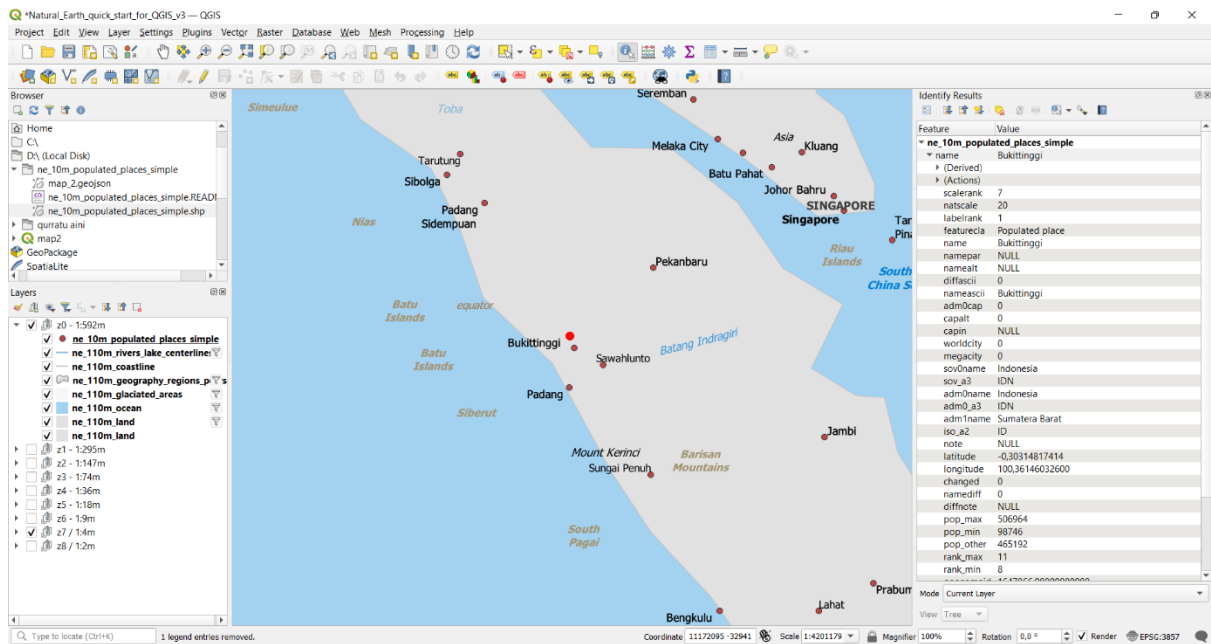 *Natural_Earth_quick_start_for_QGIS_v3 — QGIS
Project Edit View Layer Settings Plugins Vector Raster Database Web Mesh Processing Help
Browser
Home
C:\
D:\ (Local Disk)
ne_10m_populated_places_simple
map_2.geojson
ne_10m_populated_places_simple.READ
ne_10m_populated_places_simple.shp
qurratu aini
map2
GeoPackage
SpatiaLite
Layers
z0 - 1:592m
ne_10m_populated_places_simple
ne_110m_rivers_lake_centerlines
ne_110m_coastline
ne_110m_geography_regions_p s
ne_110m_glaciated_areas
ne_110m_ocean
ne_110m_land
ne_110m_land
z1 - 1:295m
z2 - 1:147m
z3 - 1:74m
z4 - 1:36m
z5 - 1:18m
z6 - 1:9m
z7 / 1:4m
z8 / 1:2m
Simeulue
Toba
Seremban
Melaka City
Asia
Kluang
Tarutung
Batu Pahat
Sibolga
Johor Bahru
SINGAPORE
Padang
Sidempuan
Nias
Singapore
Tar
Pina
Riau
Islands
Pekanbaru
South
China S
Batu
Islands
equator
Bukittinggi
Batang Indragiri
Batu
Islands
Sawahlunto
Padang
Siberut
Jambi
Mount Kerinci
Barisan
Mountains
Sungai Penuh
South
Pagai
Prabum
Lahat
Bengkulu
Identify Results
Feature Value
ne_10m_populated_places_simple
name Bukittinggi
(Derived)
(Actions)
scalerank 7
natscale 20
labelrank 1
featurecla Populated place
name Bukittinggi
namepar NULL
namealt NULL
diffascii 0
nameascii Bukittinggi
adm0cap 0
capalt 0
capin NULL
worldcity 0
megacity 0
sov0name Indonesia
sov_a3 IDN
adm0name Indonesia
adm0_a3 IDN
adm1name Sumatera Barat
iso_a2 ID
note NULL
latitude -0,30314817414
longitude 100,36146032600
changed 0
namediff 0
diffnote NULL
pop_max 506964
pop_min 98746
pop_other 465192
rank_max 11
rank_min 8
Mode Current Layer
View Tree
Type to locate (Ctrl+K)
1 legend entries removed.
Coordinate 11172095 -32941
Scale 1:4201179
Magnifier 100%
Rotation 0,0 °
Render
EPSG:3857